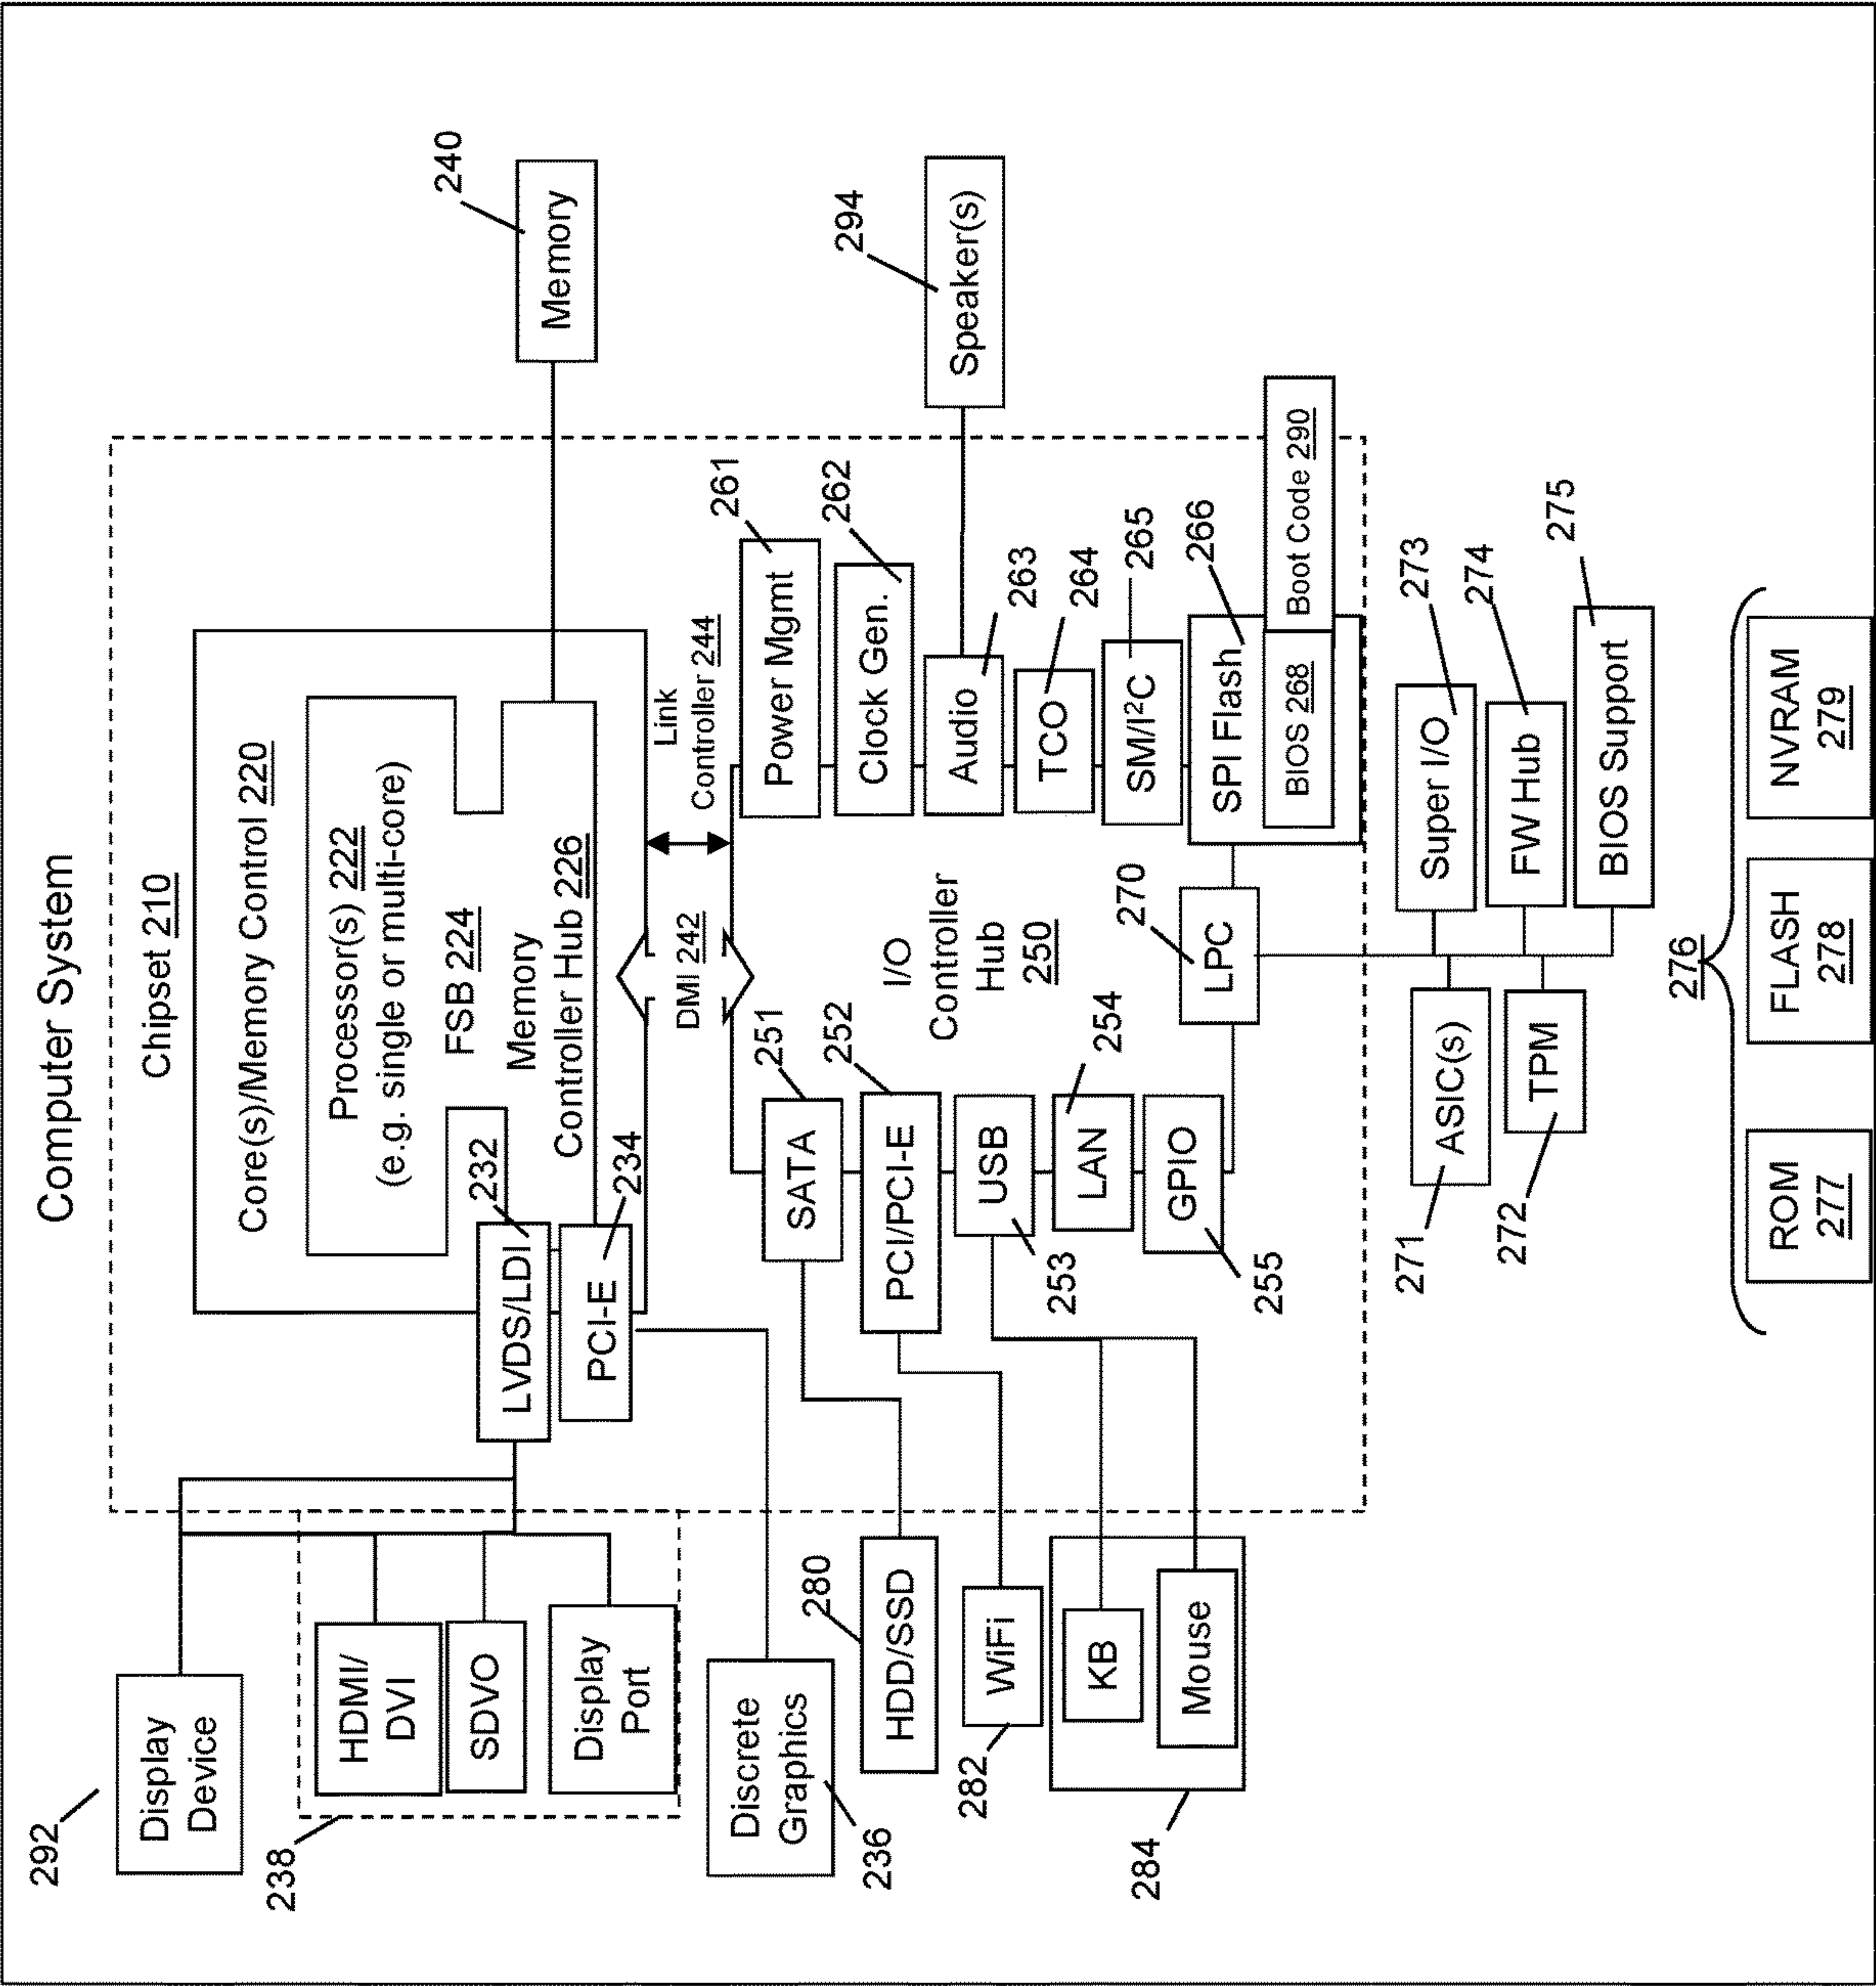 Computer System
Chipset 210
Core(s)/Memory Control 220
Processor(s) 222
(e.g. single or multi-core)
FSB 224
Memory
Controller Hub 226
240
Memory
292
Display
Device
238
HDMI/
DVI
SDVO
Display
Port
LVDS/LDI
232
PCI-E
234
Discrete
Graphics
236
DMI 242
Link
Controller 244
I/O
Controller
Hub
250
SATA
251
PCI/PCI-E
252
USB
253
LAN
254
GPIO
255
Power Mgmt
261
Clock Gen.
262
Audio
263
TCO
264
SM/I²C
265
SPI Flash
266
BIOS 268
Boot Code 290
294
Speaker(s)
280
HDD/SSD
WiFi
282
KB
Mouse
284
270
LPC
271
ASIC(s)
272
TPM
Super I/O
273
FW Hub
274
BIOS Support
275
276
ROM
277
FLASH
278
NVRAM
279